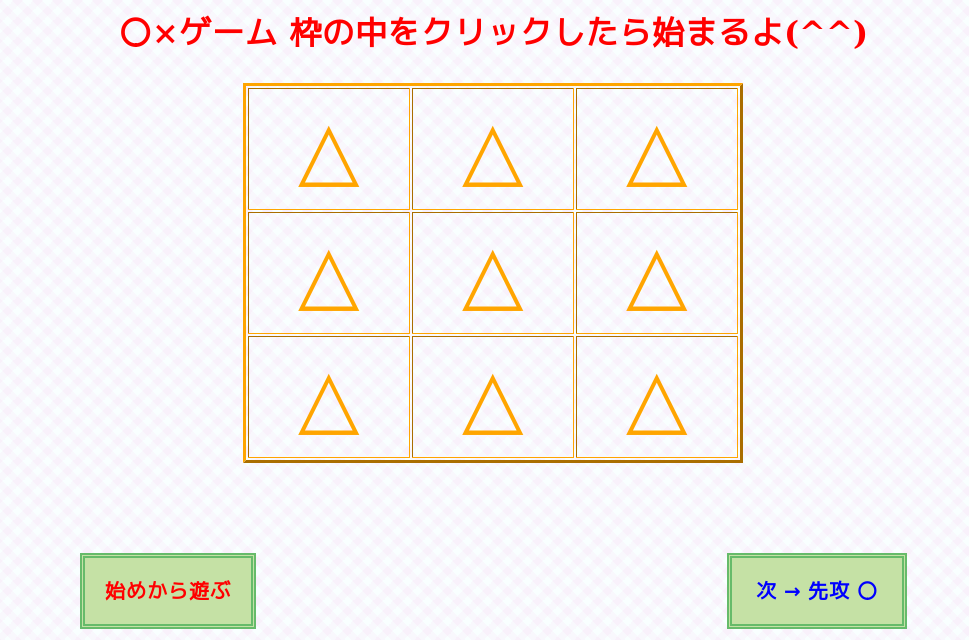 〇×ゲーム 枠の中をクリックしたら始まるよ(^^)
△ △ △
△ △ △
△ △ △
始めから遊ぶ
次 → 先攻 〇